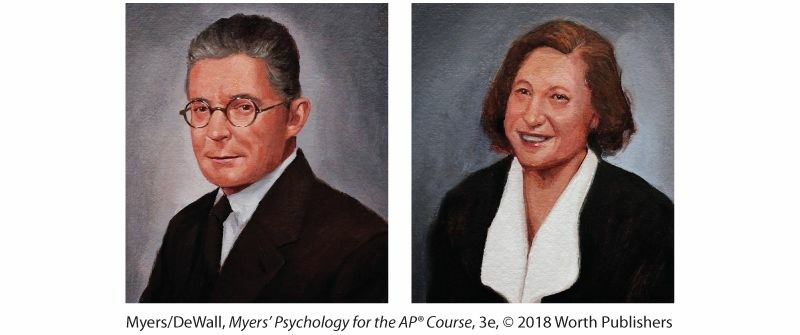 Myers/DeWall, Myers’ Psychology for the AP® Course, 3e, © 2018 Worth Publishers